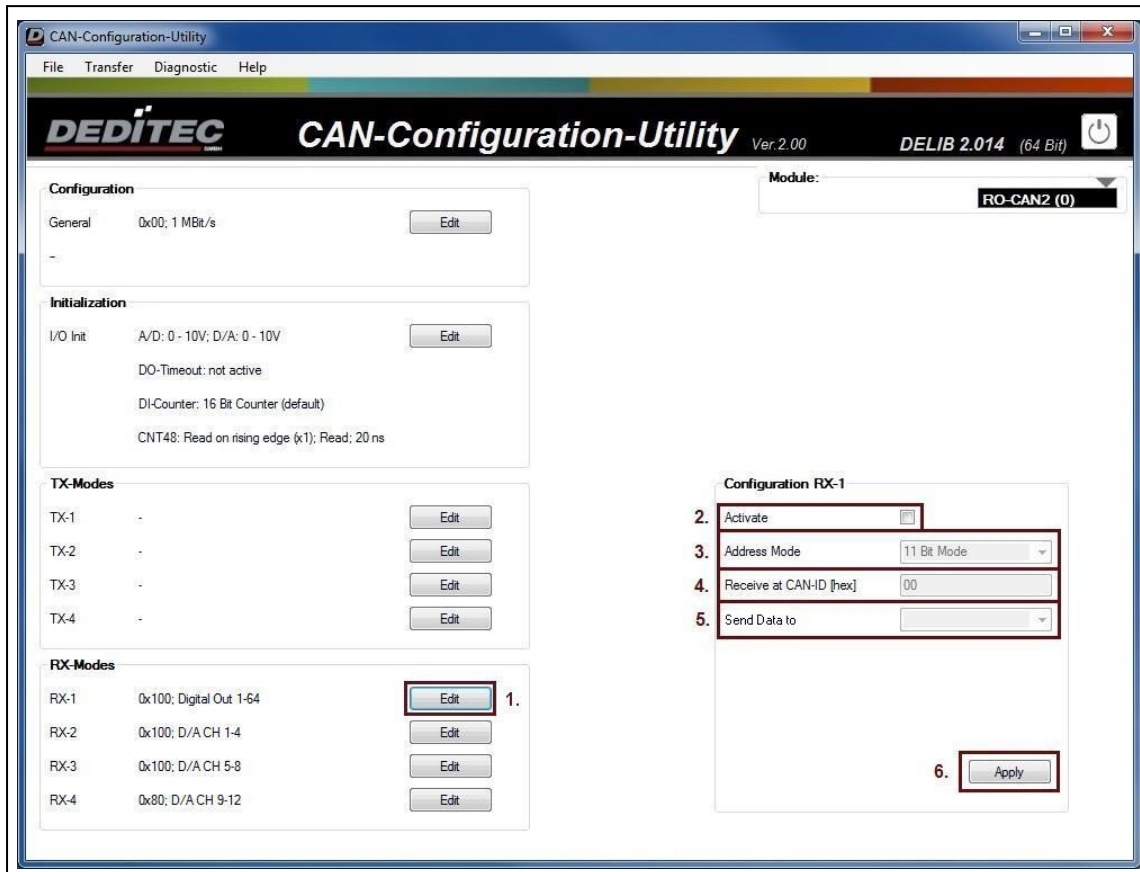 CAN-Configuration-Utility
File Transfer Diagnostic Help
DEDITEC GMBH
CAN-Configuration-Utility Ver.2.00
DELIB 2.014 (64 Bit)
Module:
RO-CAN2 (0)
Configuration
General 0x00; 1 MBit/s Edit
-
Initialization
I/O Init A/D: 0 - 10V; D/A: 0 - 10V Edit
DO-Timeout: not active
DI-Counter: 16 Bit Counter (default)
CNT48: Read on rising edge (x1); Read; 20 ns
TX-Modes
TX-1 - Edit
TX-2 - Edit
TX-3 - Edit
TX-4 - Edit
RX-Modes
RX-1 0x100; Digital Out 1-64 Edit 1.
RX-2 0x100; D/A CH 1-4 Edit
RX-3 0x100; D/A CH 5-8 Edit
RX-4 0x80; D/A CH 9-12 Edit
Configuration RX-1
2. Activate
3. Address Mode 11 Bit Mode
4. Receive at CAN-ID [hex] 00
5. Send Data to
6. Apply